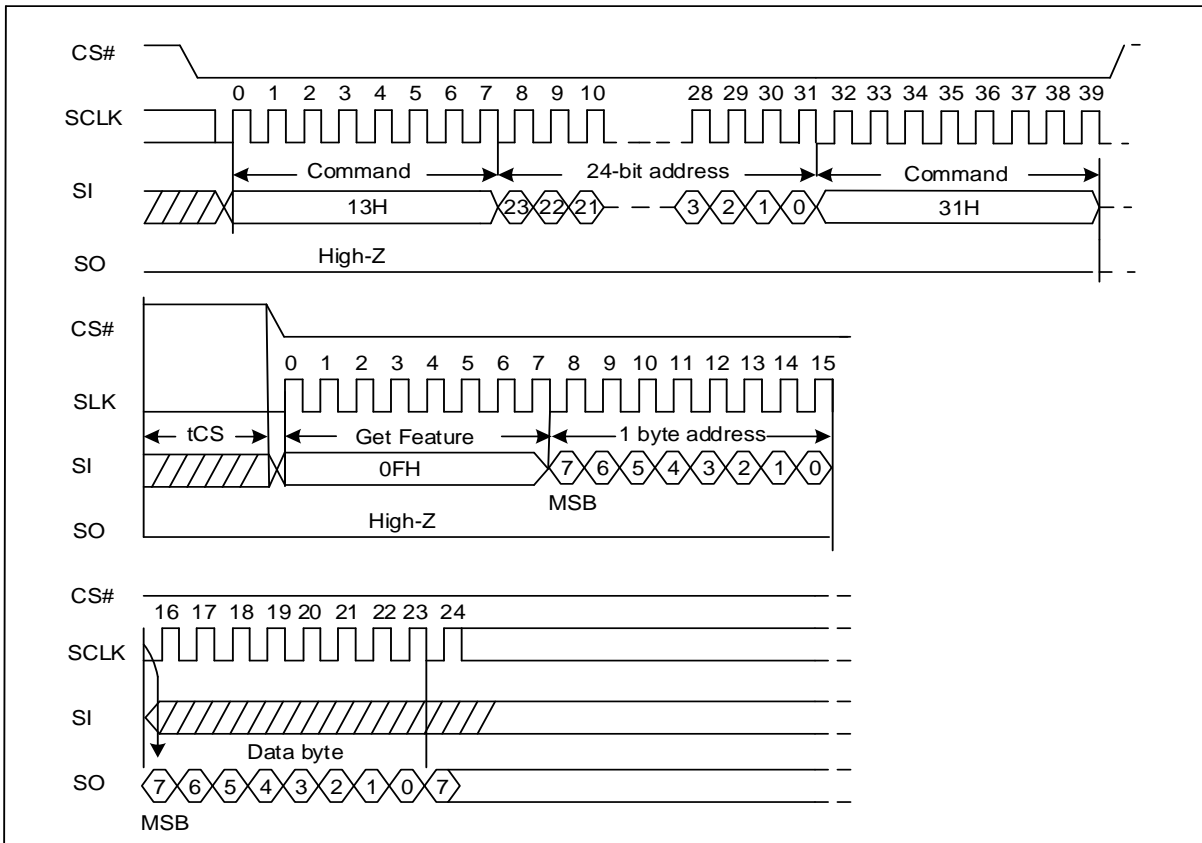 CS#
0 1 2 3 4 5 6 7 8 9 10 28 29 30 31 32 33 34 35 36 37 38 39
SCLK
Command 24-bit address Command
SI
13H 23 22 21 3 2 1 0 31H
High-Z
SO
CS#
0 1 2 3 4 5 6 7 8 9 10 11 12 13 14 15
SLK
tCS Get Feature 1 byte address
SI
0FH 7 6 5 4 3 2 1 0
MSB
High-Z
SO
CS#
16 17 18 19 20 21 22 23 24
SCLK
SI
Data byte
SO 7 6 5 4 3 2 1 0 7
MSB